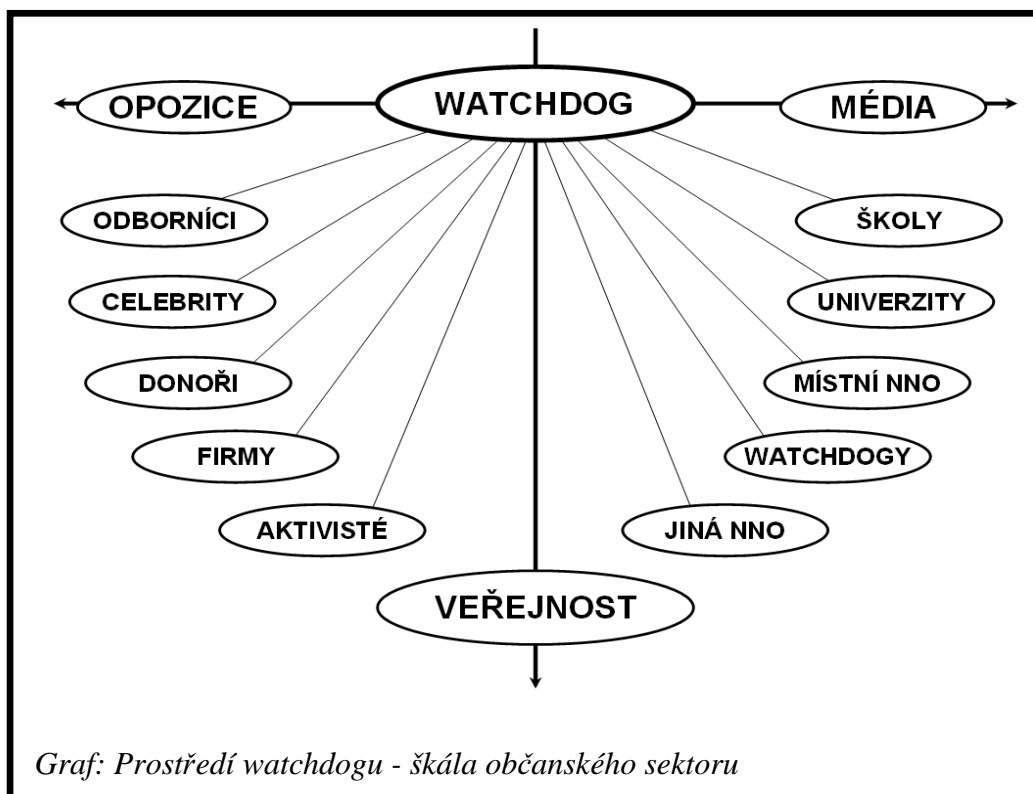 OPOZICE
WATCHDOG
MÉDIA
ODBORNÍCI
ŠKOLY
CELEBRITY
UNIVERZITY
DONOŘI
MÍSTNÍ NNO
FIRMY
WATCHDOGY
AKTIVISTÉ
JINÁ NNO
VEŘEJNOST
Graf: Prostředí watchdogu - škála občanského sektoru